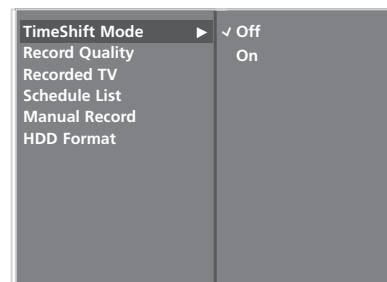 TimeShift Mode ▶ ✓ Off
Record Quality On
Recorded TV
Schedule List
Manual Record
HDD Format